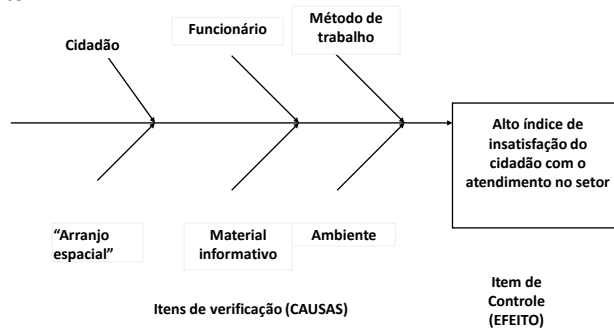 Cidadão
Funcionário
Método de
trabalho
Alto índice de
insatisfação do
cidadão com o
atendimento no setor
“Arranjo
espacial”
Material
informativo
Ambiente
Itens de verificação (CAUSAS)
Item de
Controle
(EFEITO)